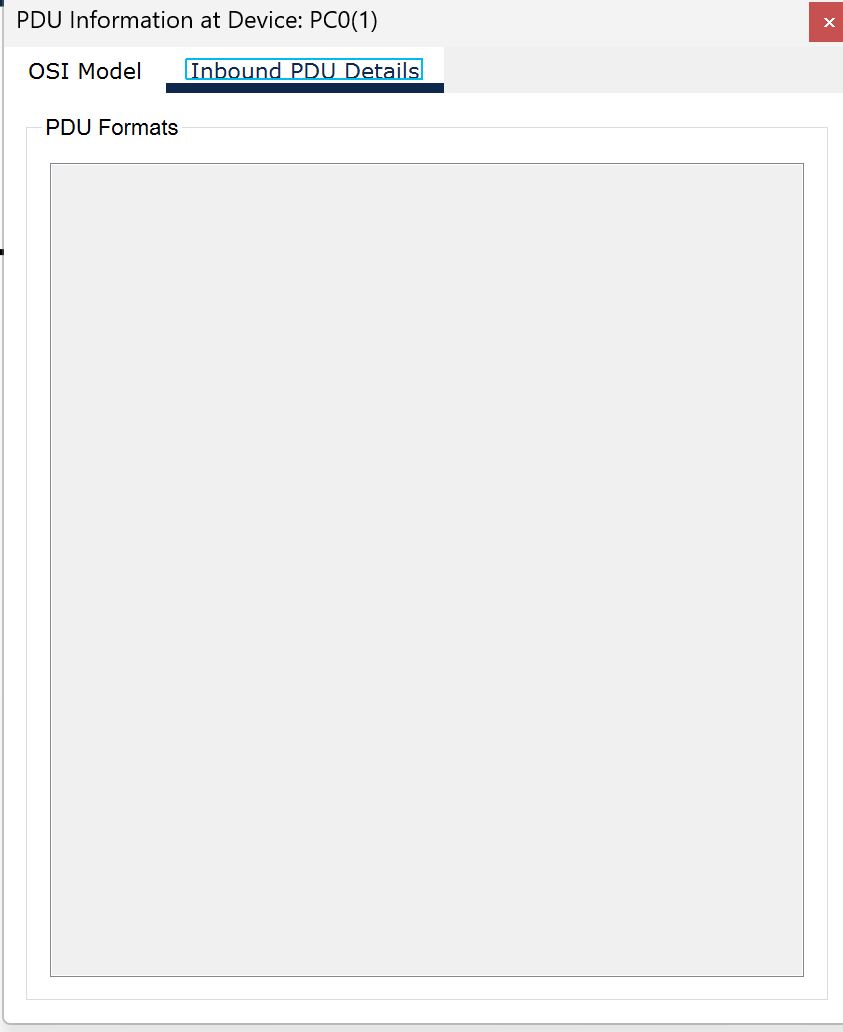 PDU Information at Device: PC0(1)
OSI Model
Inbound PDU Details
PDU Formats